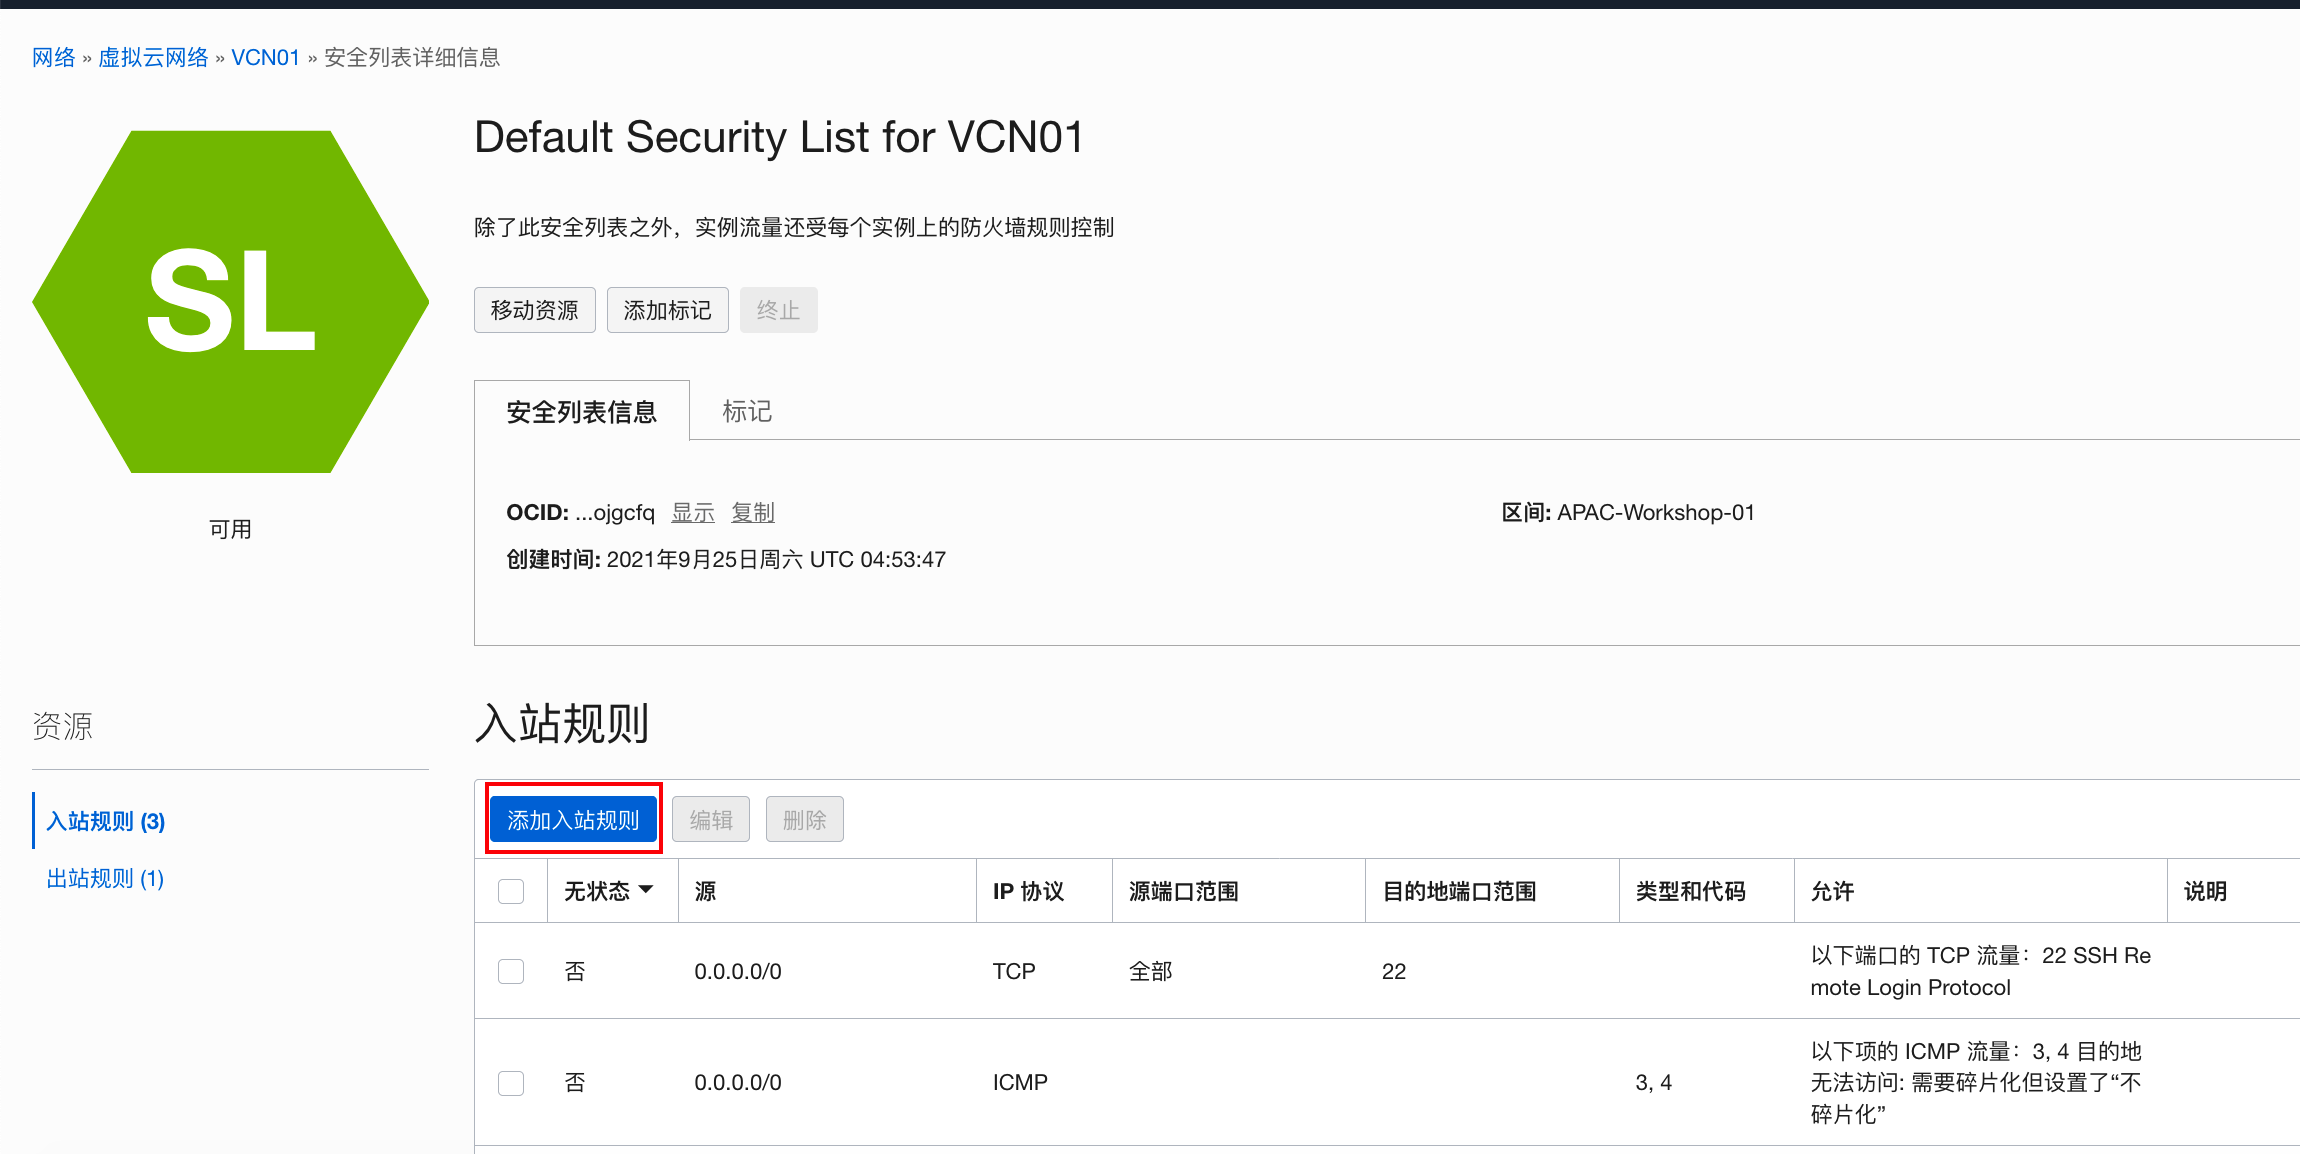 网络 » 虚拟云网络 » VCN01 » 安全列表详细信息
SL
可用
Default Security List for VCN01
除了此安全列表之外，实例流量还受每个实例上的防火墙规则控制
移动资源 添加标记 终止
安全列表信息 标记
OCID: ...ojgcfq 显示 复制
创建时间: 2021年9月25日周六 UTC 04:53:47
区间: APAC-Workshop-01
资源
入站规则 (3)
出站规则 (1)
入站规则
添加入站规则 编辑 删除
无状态 源 IP 协议 源端口范围 目的地端口范围 类型和代码 允许 说明
否 0.0.0.0/0 TCP 全部 22 以下端口的 TCP 流量：22 SSH Re
mote Login Protocol
否 0.0.0.0/0 ICMP 3, 4 以下项的 ICMP 流量：3, 4 目的地
无法访问: 需要碎片化但设置了“不
碎片化”